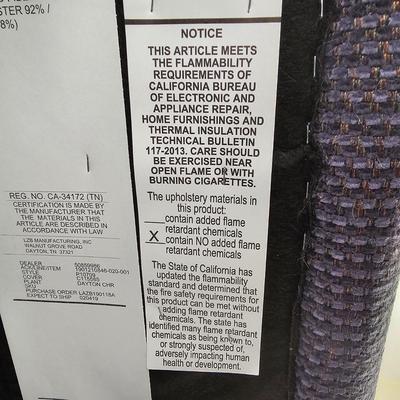 STER 92% /
8%)
REG. NO. CA-34172 (TN)
CERTIFICATION IS MADE BY
THE MANUFACTURER THAT
THE MATERIALS IN THIS
ARTICLE ARE DESCRIBED IN
ACCORDANCE WITH LAW
LZB MANUFACTURING, INC
WALNUT GROVE ROAD
DAYTON, TN 37321
DEALER
STYLE
COVER
PLANT DAYTON CHR
SKU
PURCHASE ORDER
EXPECT TO SHIP 020419
NOTICE
THIS ARTICLE MEETS
THE FLAMMABILITY
REQUIREMENTS OF
CALIFORNIA BUREAU
OF ELECTRONIC AND
APPLIANCE REPAIR,
HOME FURNISHINGS AND
THERMAL INSULATION
TECHNICAL BULLETIN
117-2013. CARE SHOULD
BE EXERCISED NEAR
OPEN FLAME OR WITH
BURNING CIGARETTES.
The upholstery materials in
this product:
contain added flame
retardant chemicals
X contain NO added flame
retardant chemicals
The State of California has
updated the flammability
standard and determined that
the fire safety requirements for
this product can be met without
adding flame retardant
chemicals. The state has
identified many flame retardant
chemicals as being known to,
or strongly suspected of,
adversely impacting human
health or development.